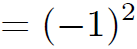 = (−1)²